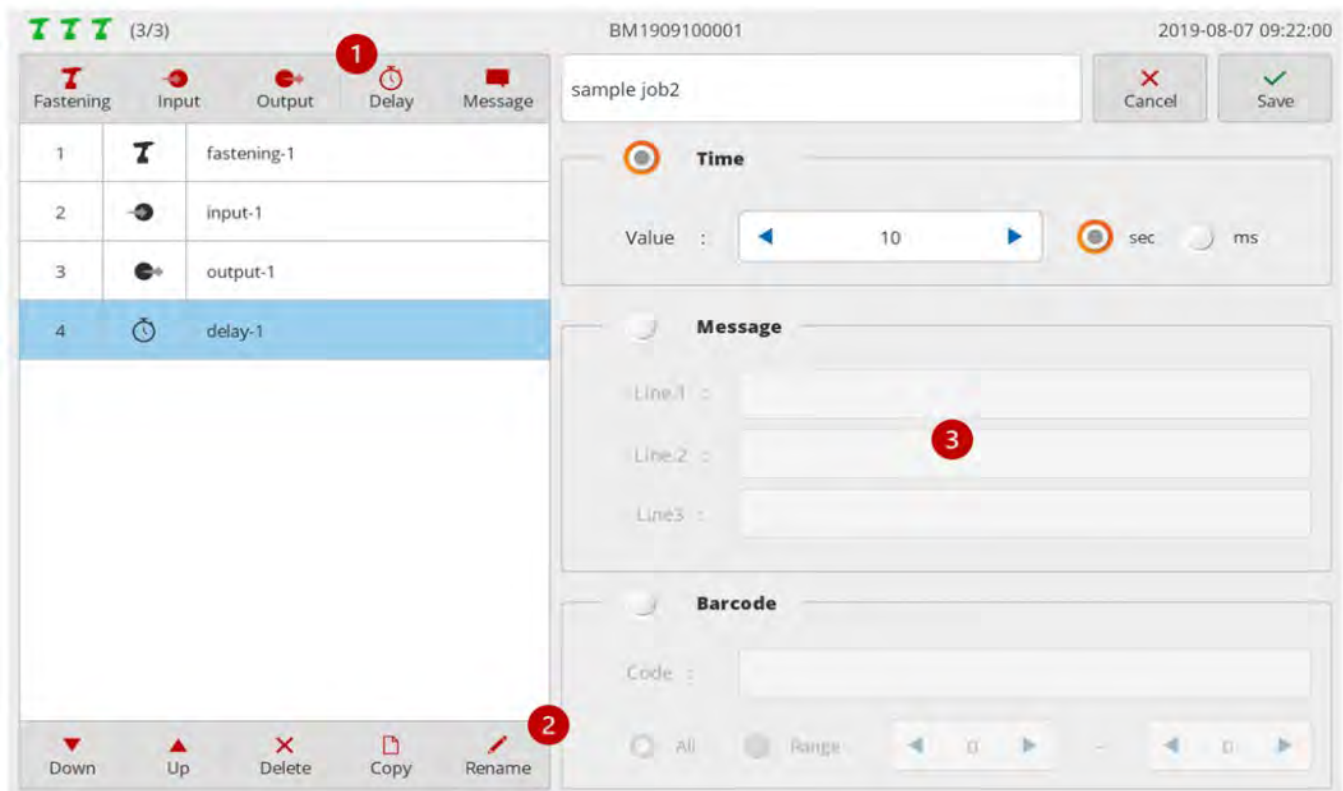 (3/3) BM1909100001 2019-08-07 09:22:00
1
Fastening Input Output Delay Message
sample job2
Cancel Save
1 fastening-1
2 input-1
3 output-1
4 delay-1
Down Up Delete Copy Rename
2
Time
Value : 10 sec ms
Message
Line.1 :
Line.2 :
3
Line3 :
Barcode
Code :
All Range 0 ~ 0